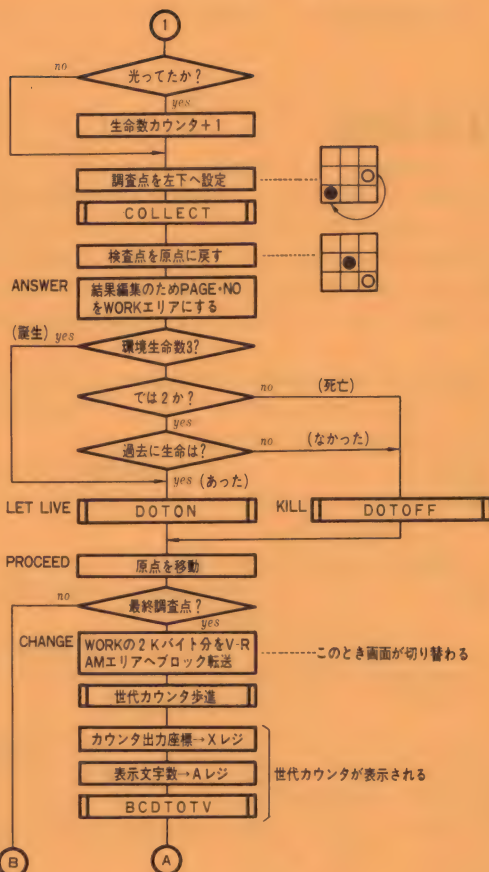 1
光ってたか?
no
yes
生命数カウンタ+1
調査点を左下へ設定
COLLECT
検査点を原点に戻す
ANSWER
結果編集のためPAGE・NO
をWORKエリアにする
(誕生) yes
環境生命数3?
では2か?
no
(死亡)
yes
過去に生命は?
no
(なかった)
yes (あった)
LET LIVE
DOTON
KILL
DOTOFF
PROCEED
原点を移動
no
最終調査点?
yes
CHANGE
WORKの2Kバイト分をV-R
AMエリアへブロック転送
このとき画面が切り替わる
世代カウンタ歩進
カウンタ出力座標→Xレジ
表示文字数→Aレジ
世代カウンタが表示される
BCDTOTV
B
A